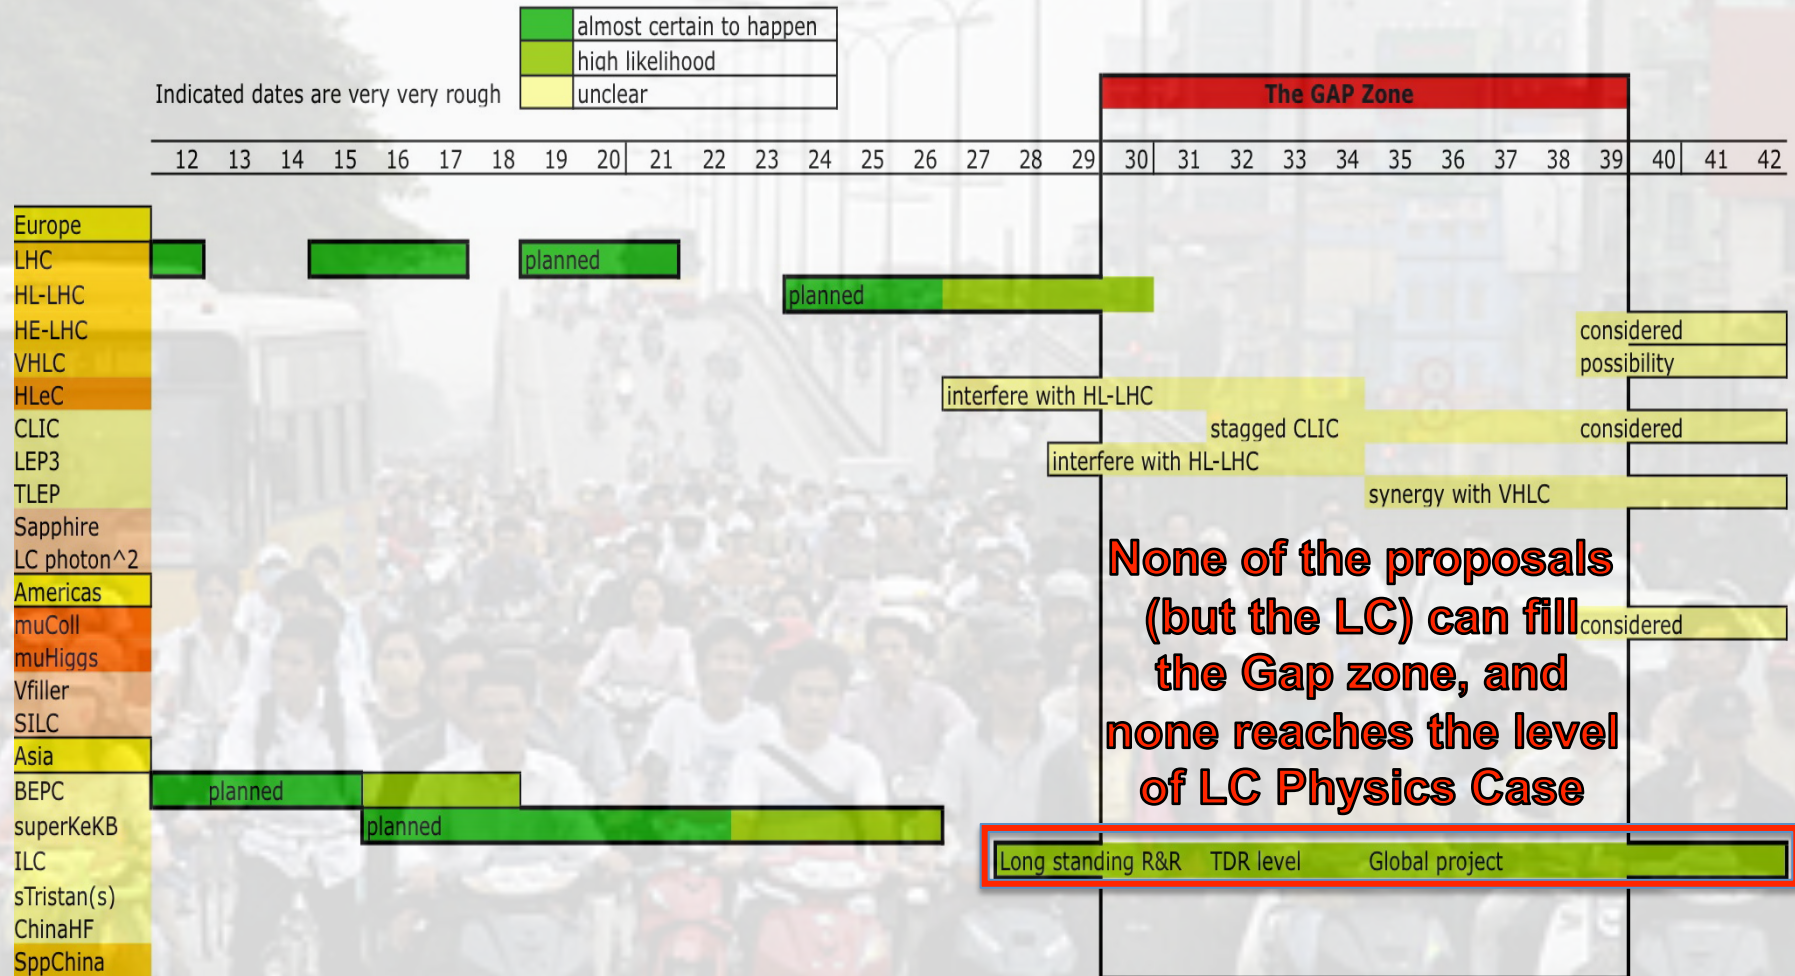 almost certain to happen
high likelihood
Indicated dates are very very rough
unclear
The GAP Zone
12 13 14 15 16 17 18 19 20 21 22 23 24 25 26 27 28 29 30 31 32 33 34 35 36 37 38 39 40 41 42
Europe
LHC planned
HL-LHC planned
HE-LHC considered
VHLC possibility
HLeC interfere with HL-LHC
CLIC stagged CLIC considered
LEP3 interfere with HL-LHC
TLEP synergy with VHLC
Sapphire
LC photon^2
Americas
muColl considered
muHiggs
Vfiller
SILC
None of the proposals
(but the LC) can fill
the Gap zone, and
none reaches the level
of LC Physics Case
Asia
BEPC planned
superKeKB planned
ILC Long standing R&R TDR level Global project
sTristan(s)
ChinaHF
SppChina